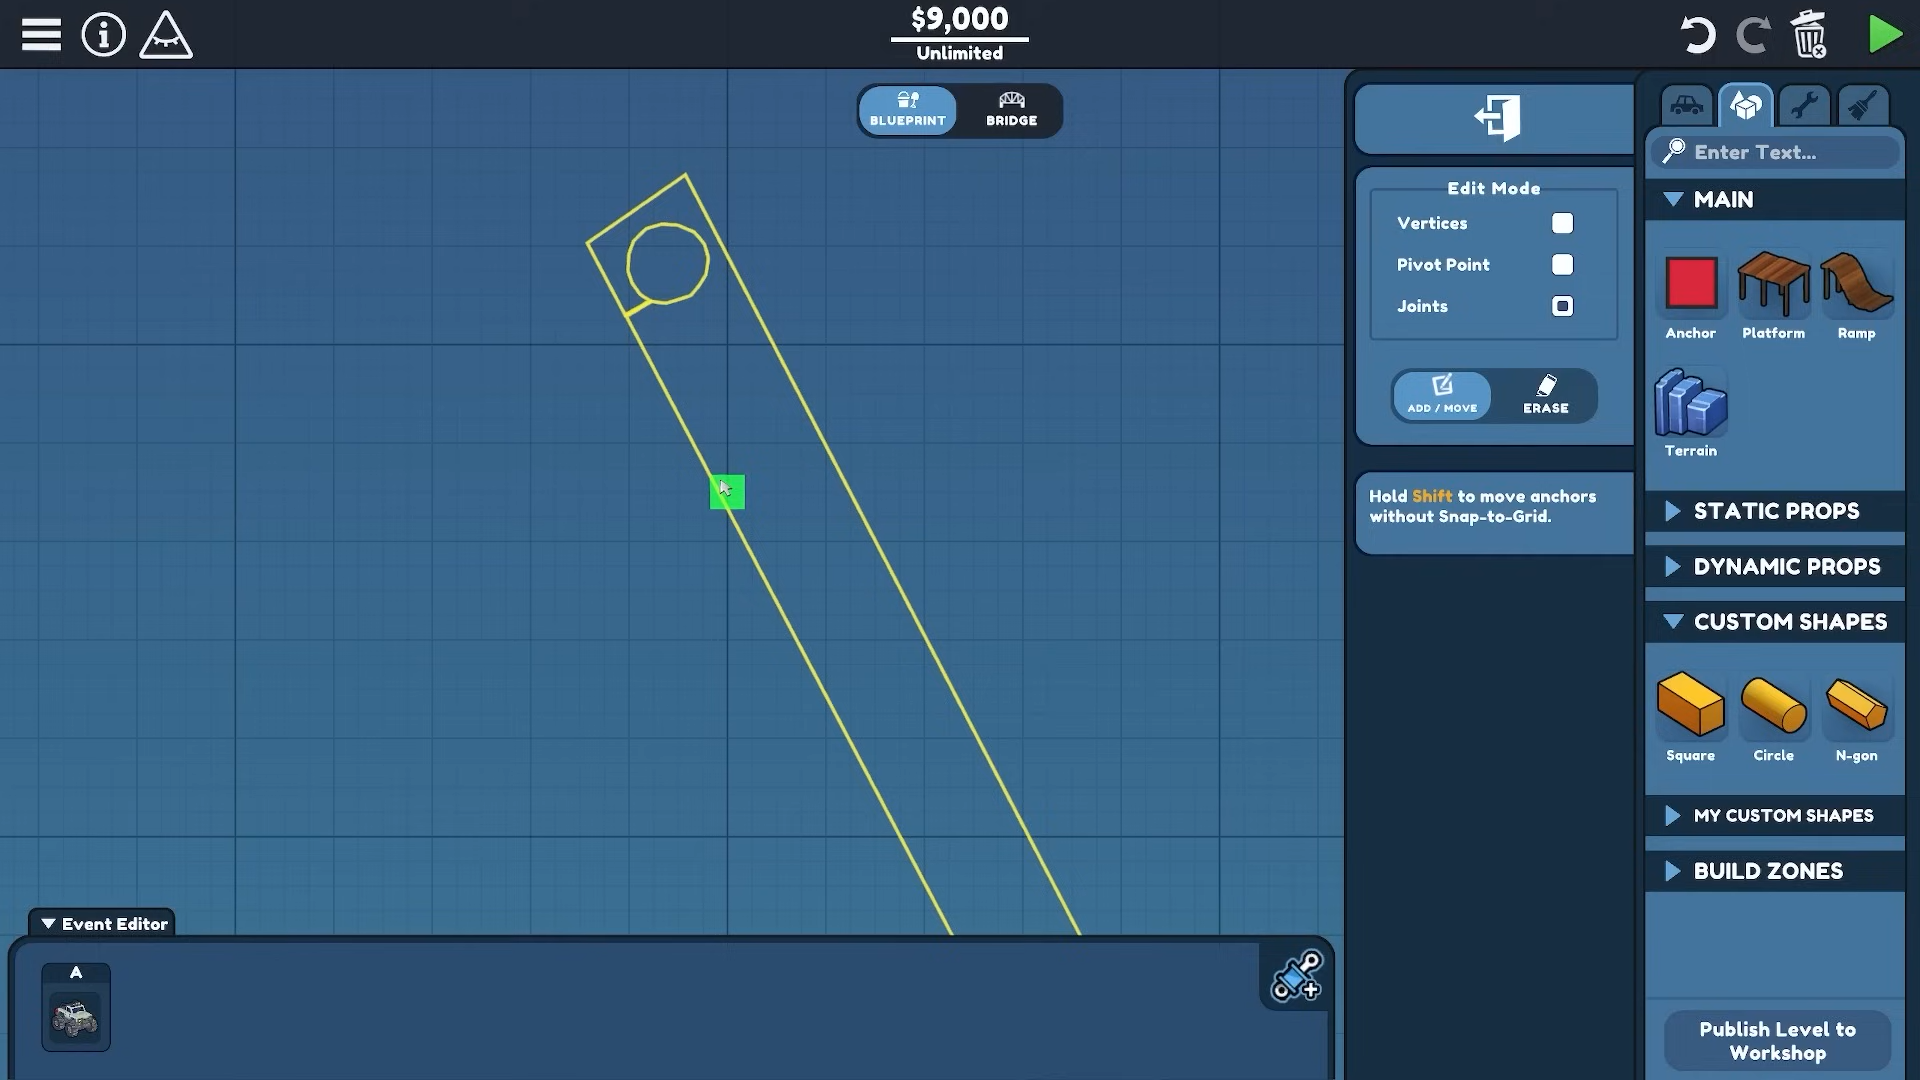 $9,000
Unlimited
BLUEPRINT
BRIDGE
Edit Mode
Vertices
Pivot Point
Joints
ADD / MOVE
ERASE
Hold Shift to move anchors
without Snap-to-Grid.
Enter Text...
MAIN
Anchor
Platform
Ramp
Terrain
STATIC PROPS
DYNAMIC PROPS
CUSTOM SHAPES
Square
Circle
N-gon
MY CUSTOM SHAPES
BUILD ZONES
Publish Level to
Workshop
Event Editor
A